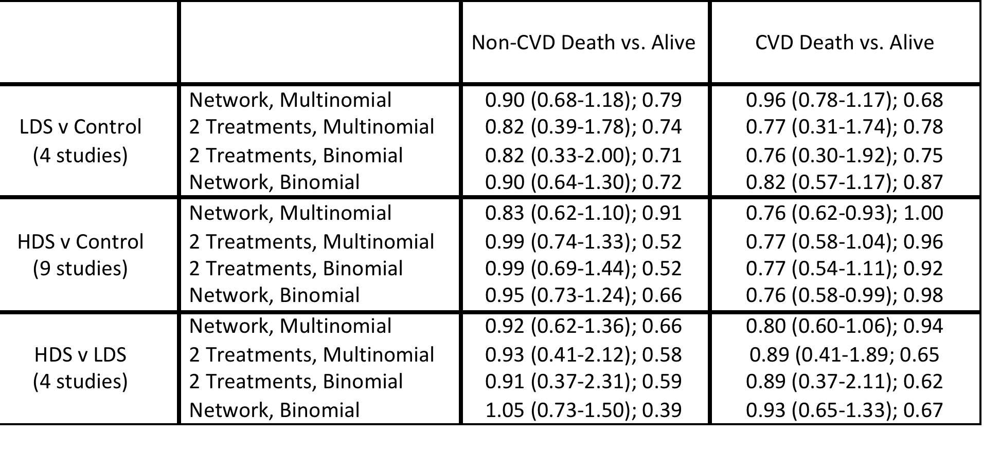 Non-CVD Death vs. Alive
CVD Death vs. Alive
LDS v Control
(4 studies)
Network, Multinomial
0.90 (0.68-1.18); 0.79
0.96 (0.78-1.17); 0.68
2 Treatments, Multinomial
0.82 (0.39-1.78); 0.74
0.77 (0.31-1.74); 0.78
2 Treatments, Binomial
0.82 (0.33-2.00); 0.71
0.76 (0.30-1.92); 0.75
Network, Binomial
0.90 (0.64-1.30); 0.72
0.82 (0.57-1.17); 0.87
HDS v Control
(9 studies)
Network, Multinomial
0.83 (0.62-1.10); 0.91
0.76 (0.62-0.93); 1.00
2 Treatments, Multinomial
0.99 (0.74-1.33); 0.52
0.77 (0.58-1.04); 0.96
2 Treatments, Binomial
0.99 (0.69-1.44); 0.52
0.77 (0.54-1.11); 0.92
Network, Binomial
0.95 (0.73-1.24); 0.66
0.76 (0.58-0.99); 0.98
HDS v LDS
(4 studies)
Network, Multinomial
0.92 (0.62-1.36); 0.66
0.80 (0.60-1.06); 0.94
2 Treatments, Multinomial
0.93 (0.41-2.12); 0.58
0.89 (0.41-1.89; 0.65
2 Treatments, Binomial
0.91 (0.37-2.31); 0.59
0.89 (0.37-2.11); 0.62
Network, Binomial
1.05 (0.73-1.50); 0.39
0.93 (0.65-1.33); 0.67